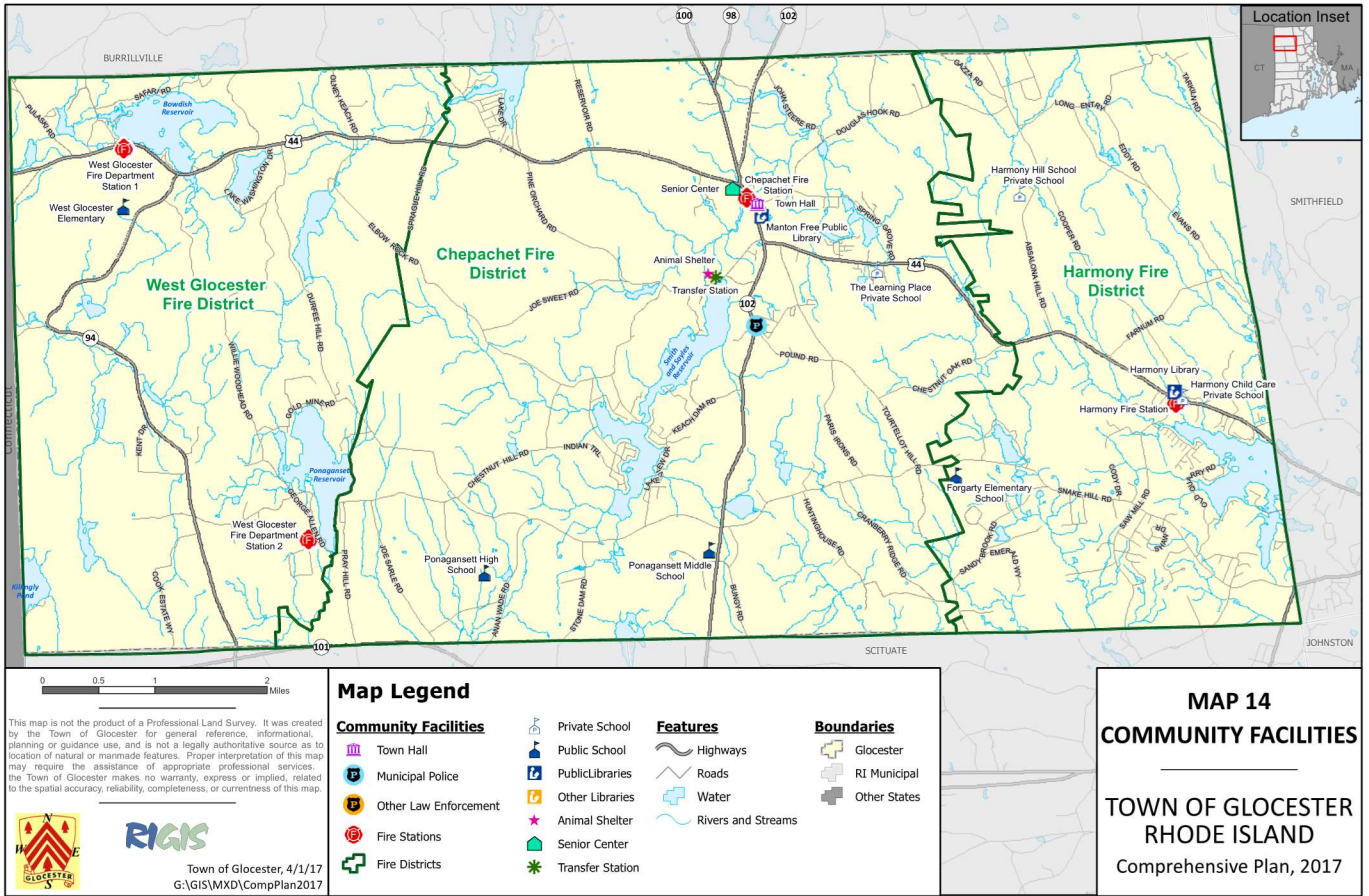 100
98
102
Location Inset
CT
MA
BURRILLVILLE
SMITHFIELD
JOHNSTON
SCITUATE
Connecticut
PULASKI RD
SAFARI RD
Bowdish
Reservoir
OLNEY KEACH RD
44
LAKE DR
RESERVOIR RD
JOHN STEERE RD
DOUGLAS HOOK RD
GAZZA RD
LONG ENTRY RD
TARKILN RD
EDDY RD
EVANS RD
West Glocester
Fire Department
Station 1
West Glocester
Elementary
LAKE WASHINGTON DR
SPRAGUE HILL RD
ELBOW ROCK RD
PINE ORCHARD RD
Senior Center
Chepachet Fire
Station
Town Hall
Manton Free Public
Library
SPRING GROVE RD
Harmony Hill School
Private School
COOPER RD
ABSALONA HILL RD
West Glocester
Fire District
Chepachet Fire
District
Harmony Fire
District
Animal Shelter
Transfer Station
44
The Learning Place
Private School
JOE SWEET RD
102
DURFEE HILL RD
94
WILLIE WOODHEAD RD
Smith
and Sayles
Reservoir
POUND RD
CHESTNUT OAK RD
FARNUM RD
Harmony Library
Harmony Child Care
Private School
Harmony Fire Station
GOLD MINE RD
KENT DR
KEACH DAM RD
PARIS IRONS RD
TOURTELLOT HILL RD
INDIAN TRL
CHESTNUT HILL RD
LAKE VIEW DR
Ponaganset
Reservoir
GEORGE ALLEN RD
Forgarty Elementary
School
SNAKE HILL RD
CODY DR
SAW MILL RD
West Glocester
Fire Department
Station 2
HUNTINGHOUSE RD
CRANBERRY RIDGE RD
SANDY BROOK RD
EMERALD WY
Ponagansett High
School
Ponagansett Middle
School
Killingly
Pond
COOK ESTATE WY
PRAY HILL RD
JOE SARLE RD
ANAN WADE RD
STONE DAM RD
BUNGY RD
101
0 0.5 1 2
Miles
This map is not the product of a Professional Land Survey. It was created
by the Town of Glocester for general reference, informational,
planning or guidance use, and is not a legally authoritative source as to
location of natural or manmade features. Proper interpretation of this map
may require the assistance of appropriate professional services.
the Town of Glocester makes no warranty, express or implied, related
to the spatial accuracy, reliability, completeness, or currentness of this map.
N
W E
GLOCESTER
S
RIGIS
Town of Glocester, 4/1/17
G:\GIS\MXD\CompPlan2017
Map Legend
Community Facilities
Town Hall
Municipal Police
Other Law Enforcement
Fire Stations
Fire Districts
Private School
Public School
PublicLibraries
Other Libraries
Animal Shelter
Senior Center
Transfer Station
Features
Highways
Roads
Water
Rivers and Streams
Boundaries
Glocester
RI Municipal
Other States
MAP 14
COMMUNITY FACILITIES
TOWN OF GLOCESTER
RHODE ISLAND
Comprehensive Plan, 2017